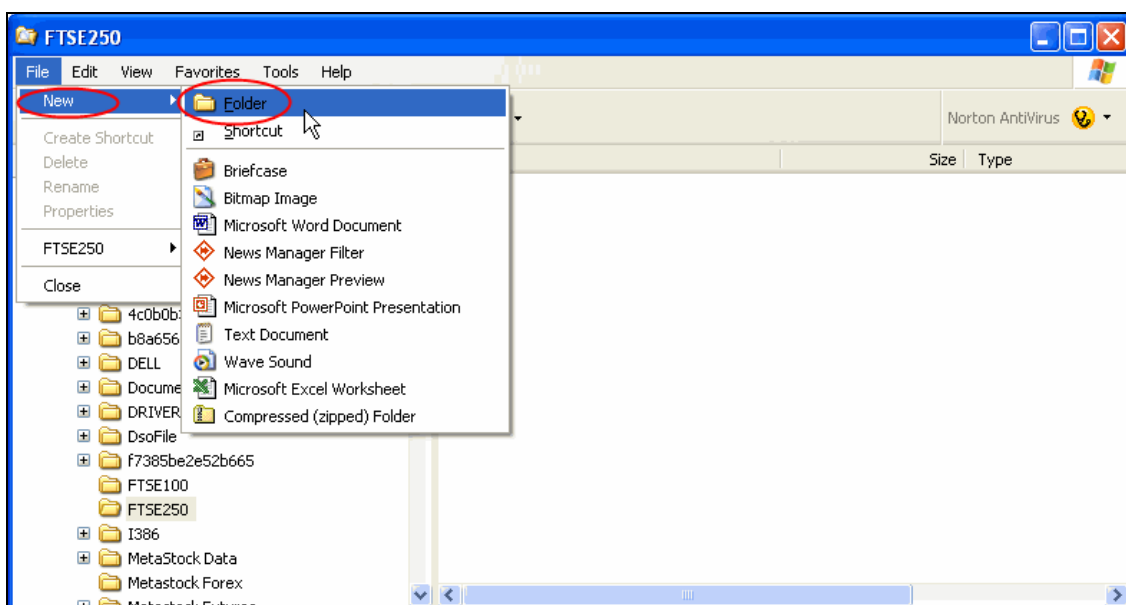 FTSE250
File Edit View Favorites Tools Help
New
Create Shortcut
Delete
Rename
Properties
FTSE250
Close
Folder
Shortcut
Briefcase
Bitmap Image
Microsoft Word Document
News Manager Filter
News Manager Preview
Microsoft PowerPoint Presentation
Text Document
Wave Sound
Microsoft Excel Worksheet
Compressed (zipped) Folder
Norton AntiVirus
Size Type
4c0b0b
b8a656
DELL
Docume
DRIVER
DsoFile
f7385be2e52b665
FTSE100
FTSE250
I386
MetaStock Data
Metastock Forex
Metastock Futures